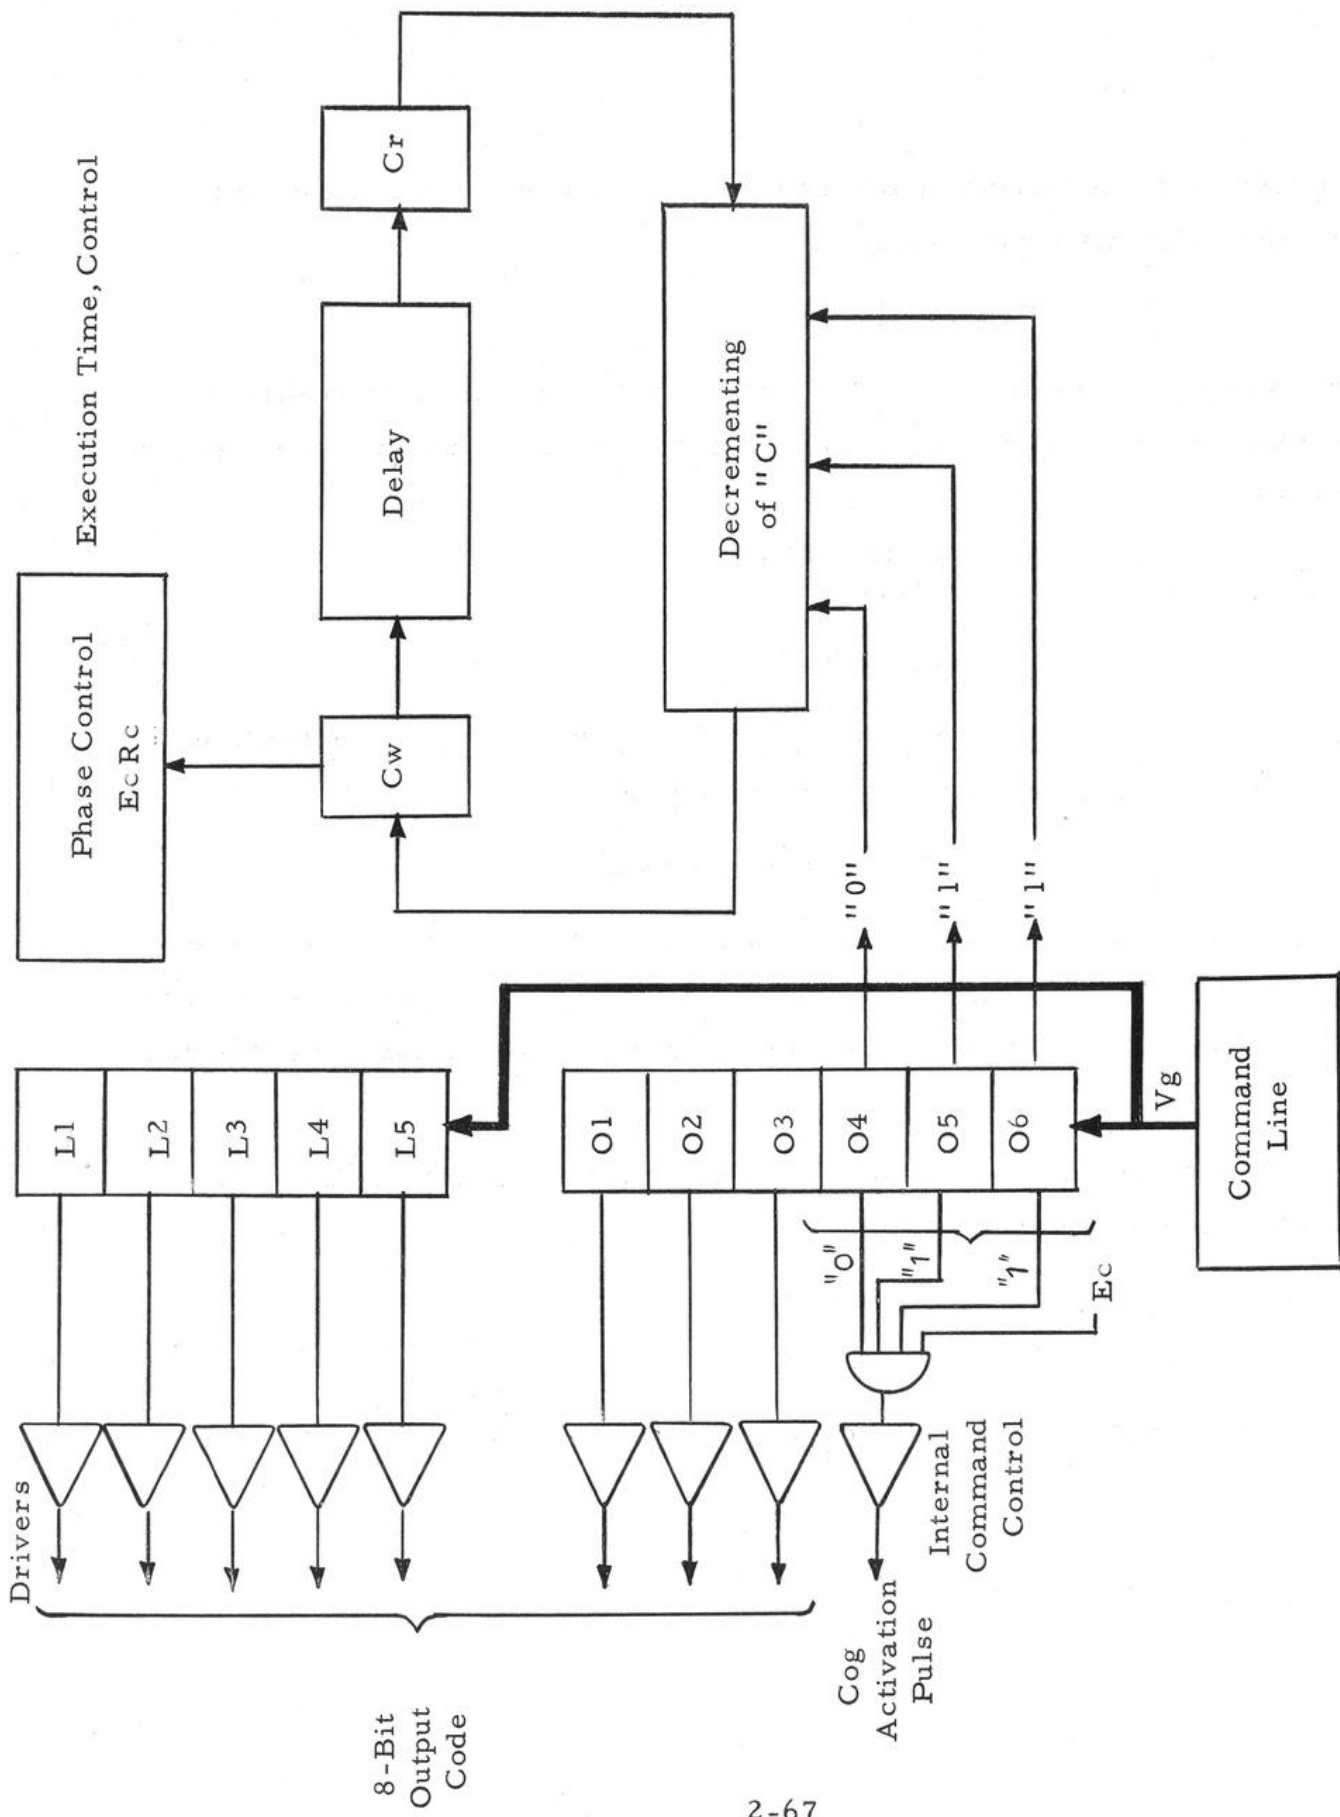 Drivers
L1
L2
L3
L4
L5
Phase Control
EcRc
Execution Time, Control
Cw
Delay
Cr
8-Bit
Output
Code
O1
O2
O3
O4
O5
O6
"0"
"1"
"1"
"0"
"1"
"1"
Decrementing
of "C"
Ec
Vg
Cog
Activation
Pulse
Internal
Command
Control
Command
Line
2-67